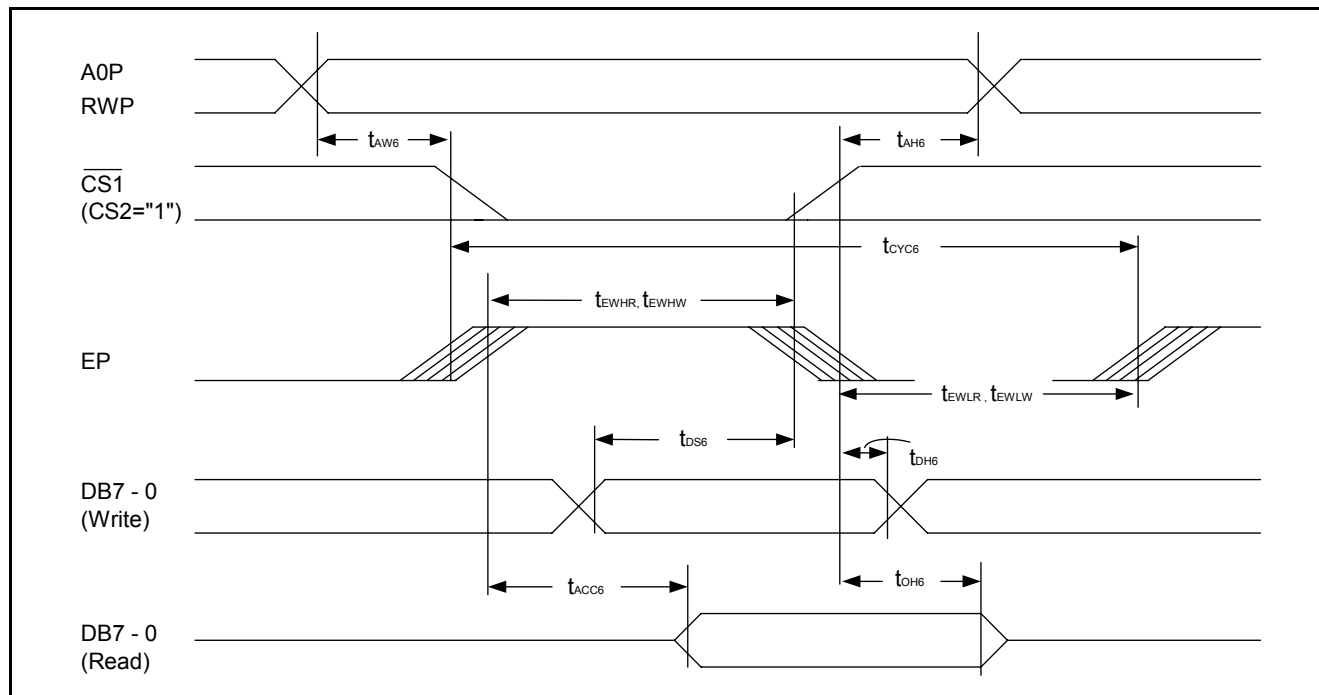 A0P
RWP
tAW6
tAH6
CS1
(CS2="1")
tCYC6
tEWHR, tEWHW
EP
tEWLR , tEWLW
tDS6
tDH6
DB7 - 0
(Write)
tACC6
tOH6
DB7 - 0
(Read)